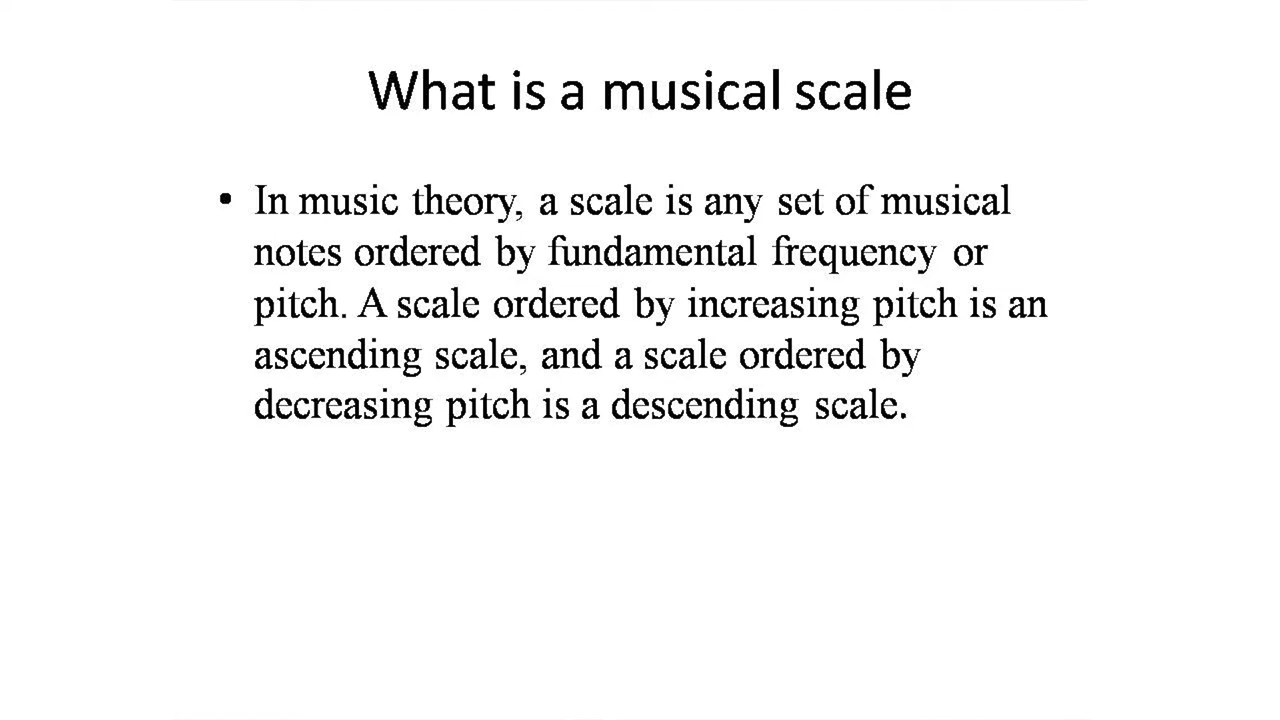 What is a musical scale
• In music theory, a scale is any set of musical
notes ordered by fundamental frequency or
pitch. A scale ordered by increasing pitch is an
ascending scale, and a scale ordered by
decreasing pitch is a descending scale.